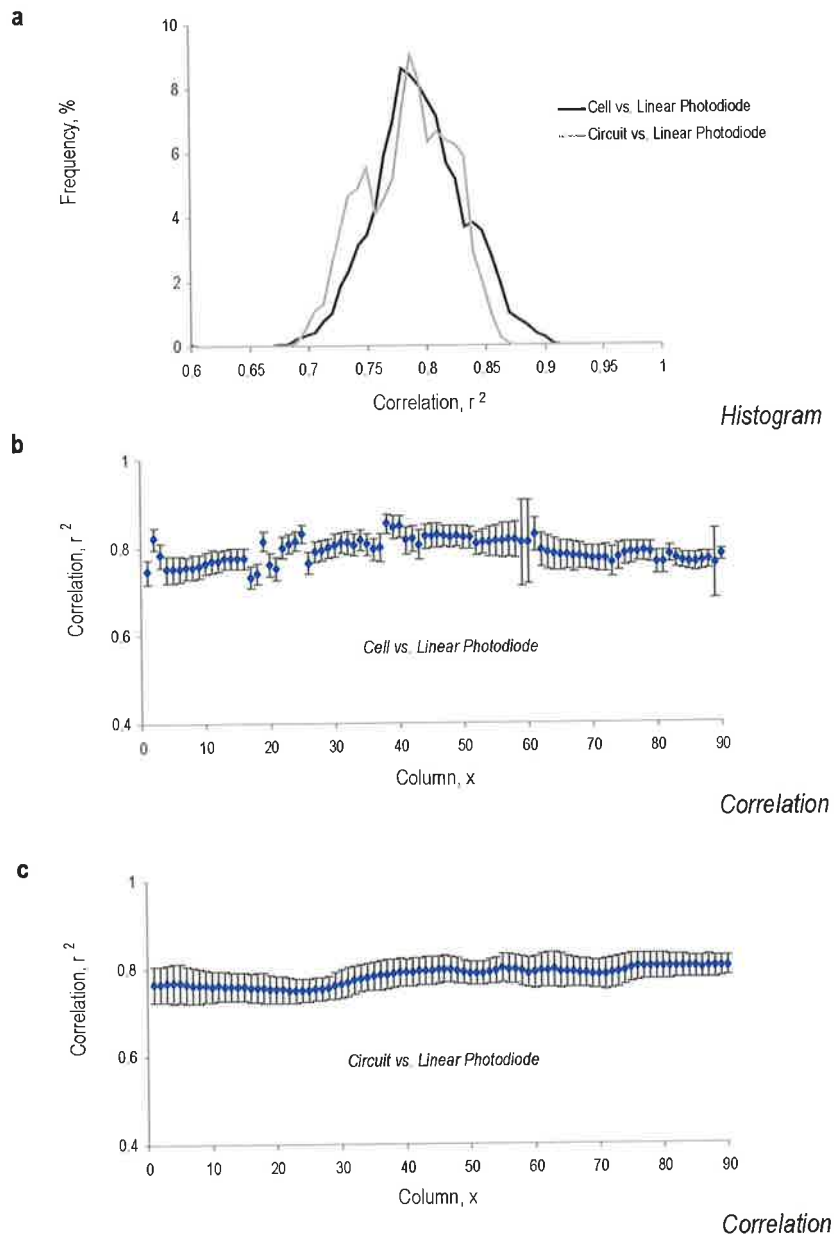 a
10
8
6
4
2
0
Frequency, %
0.6 0.65 0.7 0.75 0.8 0.85 0.9 0.95 1
Correlation, r 2
Cell vs. Linear Photodiode
Circuit vs. Linear Photodiode
Histogram
b
1
0.8
0.6
0.4
Correlation, r 2
Cell vs. Linear Photodiode
0 10 20 30 40 50 60 70 80 90
Column, x
Correlation
c
1
0.8
0.6
0.4
Correlation, r 2
Circuit vs. Linear Photodiode
0 10 20 30 40 50 60 70 80 90
Column, x
Correlation